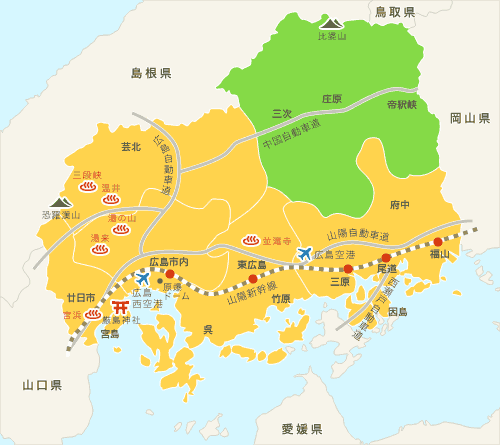 鳥取県
比婆山
島根県
庄原
帝釈峡
三次
岡山県
中国自動車道
芸北
広島自動車道
三段峡
温井
府中
恐羅漢山
湯の山
湯来
山陽自動車道
並滝寺
広島空港
福山
広島市内
東広島
尾道
三原
広島
西空港
原爆
ドーム
山陽新幹線
竹原
西瀬戸自動車道
廿日市
宮浜
厳島神社
宮島
呉
因島
山口県
愛媛県